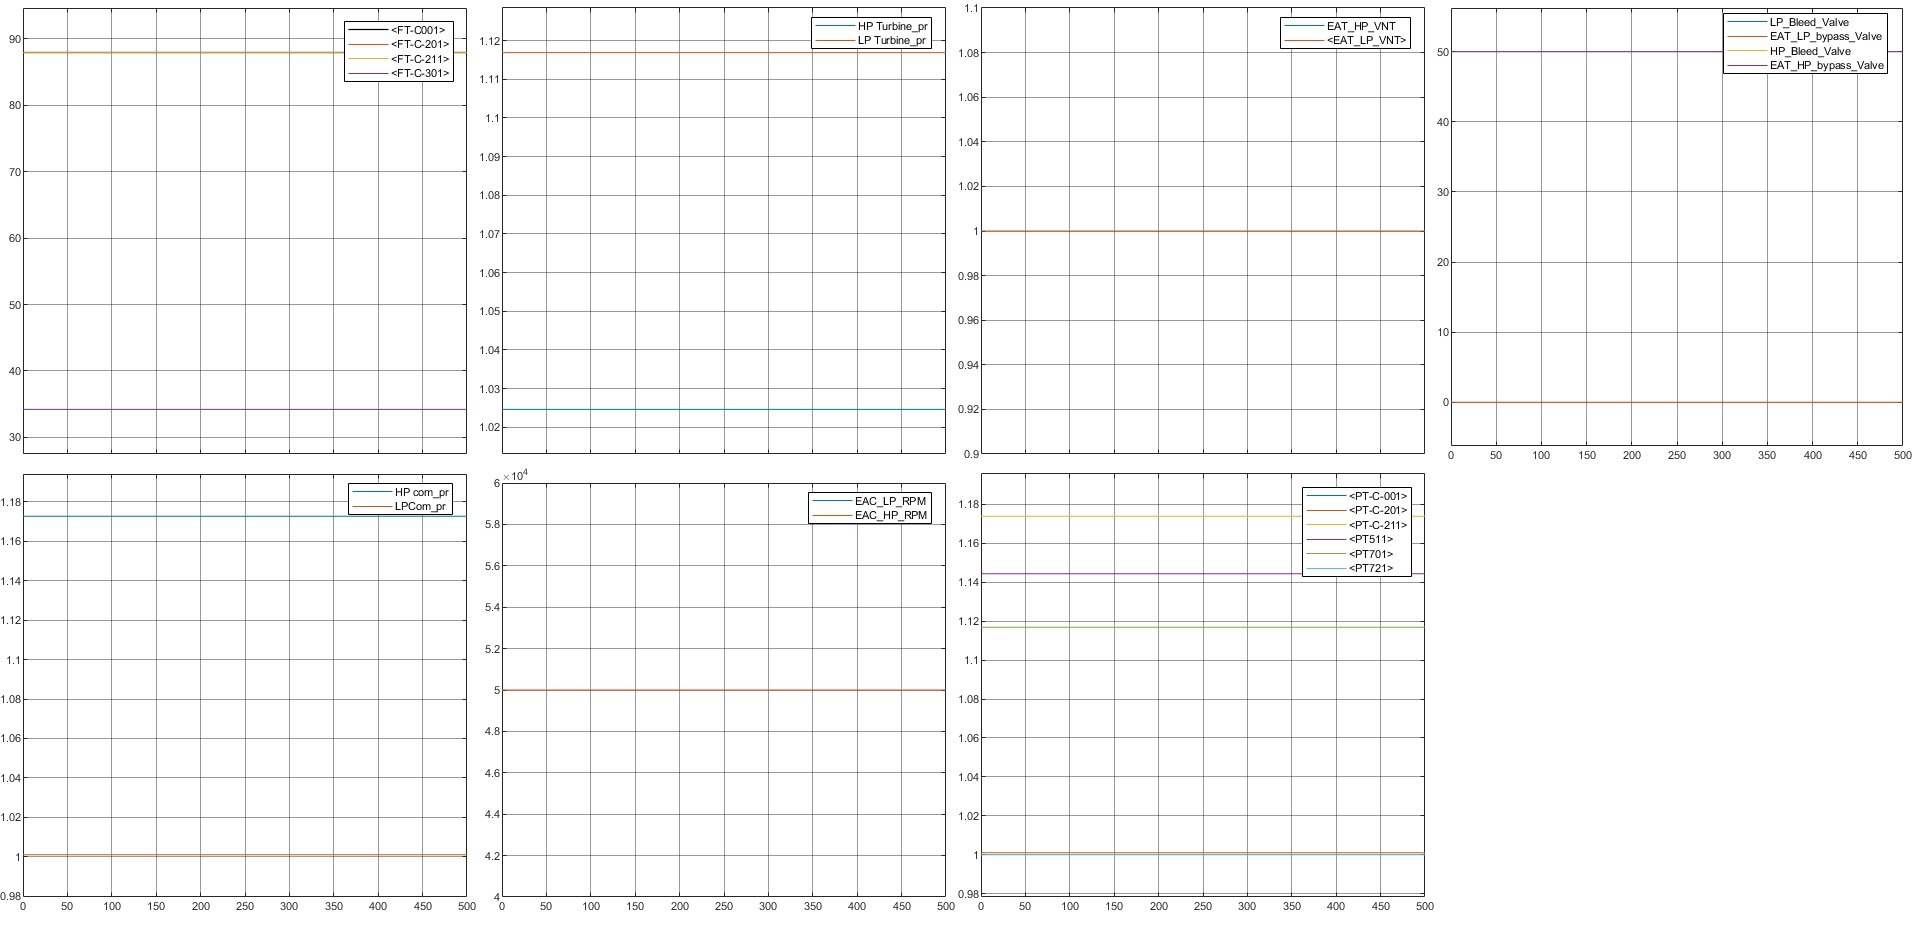 90
80
70
60
50
40
30
<FT-C001>
<FT-C-201>
<FT-C-211>
<FT-C-301>
1.12
1.11
1.1
1.09
1.08
1.07
1.06
1.05
1.04
1.03
1.02
HP Turbine_pr
LP Turbine_pr
1.1
1.08
1.06
1.04
1.02
1
0.98
0.96
0.94
0.92
0.9
EAT_HP_VNT
<EAT_LP_VNT>
50
40
30
20
10
0
LP_Bleed_Valve
EAT_LP_bypass_Valve
HP_Bleed_Valve
EAT_HP_bypass_Valve
0 50 100 150 200 250 300 350 400 450 500
1.18
1.16
1.14
1.12
1.1
1.08
1.06
1.04
1.02
1
0.98
HP com_pr
LPCom_pr
0 50 100 150 200 250 300 350 400 450 500
×10⁴
6
5.8
5.6
5.4
5.2
5
4.8
4.6
4.4
4.2
4
EAC_LP_RPM
EAC_HP_RPM
0 50 100 150 200 250 300 350 400 450 500
1.18
1.16
1.14
1.12
1.1
1.08
1.06
1.04
1.02
1
0.98
<PT-C-001>
<PT-C-201>
<PT-C-211>
<PT511>
<PT701>
<PT721>
0 50 100 150 200 250 300 350 400 450 500